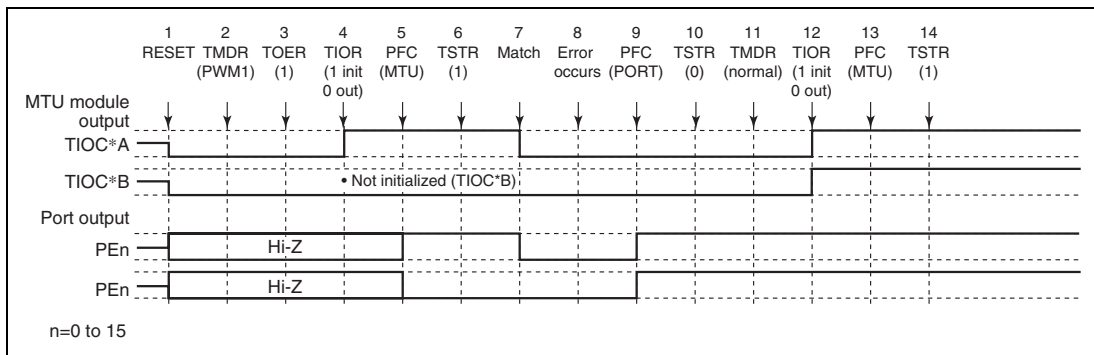 1 2 3 4 5 6 7 8 9 10 11 12 13 14
RESET TMDR TOER TIOR PFC TSTR Match Error PFC TSTR TMDR TIOR PFC TSTR
(PWM1) (1) (1 init (MTU) (1) occurs (PORT) (0) (normal) (1 init (MTU) (1)
0 out) 0 out)
MTU module
output
TIOC*A
TIOC*B • Not initialized (TIOC*B)
Port output
PEn Hi-Z
PEn Hi-Z
n=0 to 15